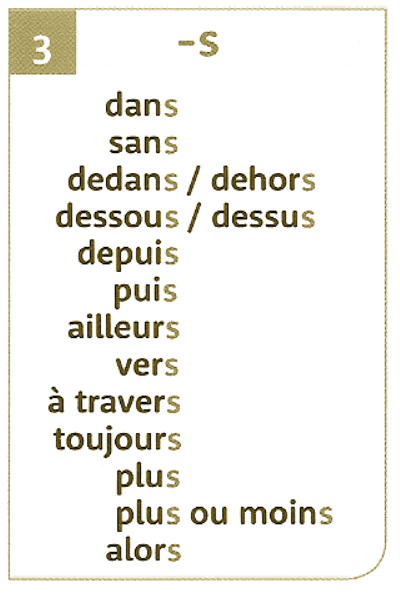 3
-s
dans
sans
dedans / dehors
dessous / dessus
depuis
puis
ailleurs
vers
à travers
toujours
plus
plus ou moins
alors